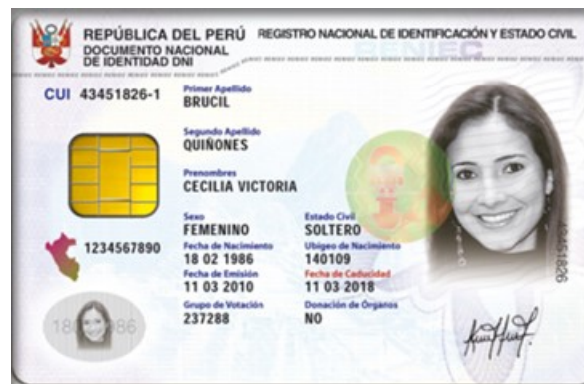 REPÚBLICA DEL PERÚ REGISTRO NACIONAL DE IDENTIFICACIÓN Y ESTADO CIVIL
DOCUMENTO NACIONAL
DE IDENTIDAD DNI
RENIEC
CUI 43451826-1
Primer Apellido
BRUCIL
Segundo Apellido
QUIÑONES
Prenombres
CECILIA VICTORIA
Sexo Estado Civil
FEMENINO SOLTERO
1234567890
Fecha de Nacimiento Ubigeo de Nacimiento
18 02 1986 140109
Fecha de Emisión Fecha de Caducidad
11 03 2010 11 03 2018
Grupo de Votación Donación de Órganos
237288 NO
43451826